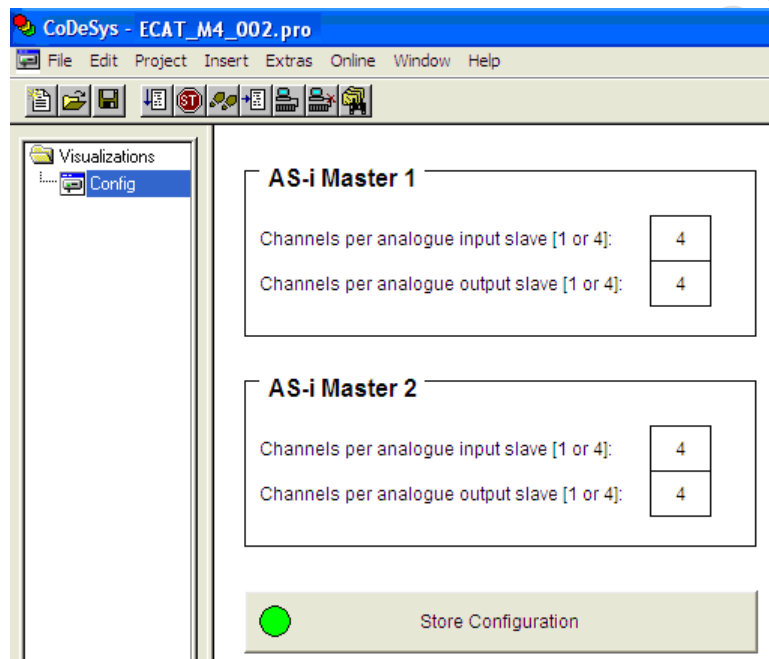 CoDeSys - ECAT_M4_002.pro
File Edit Project Insert Extras Online Window Help
Visualizations
Config
AS-i Master 1
Channels per analogue input slave [1 or 4]: 4
Channels per analogue output slave [1 or 4]: 4
AS-i Master 2
Channels per analogue input slave [1 or 4]: 4
Channels per analogue output slave [1 or 4]: 4
Store Configuration